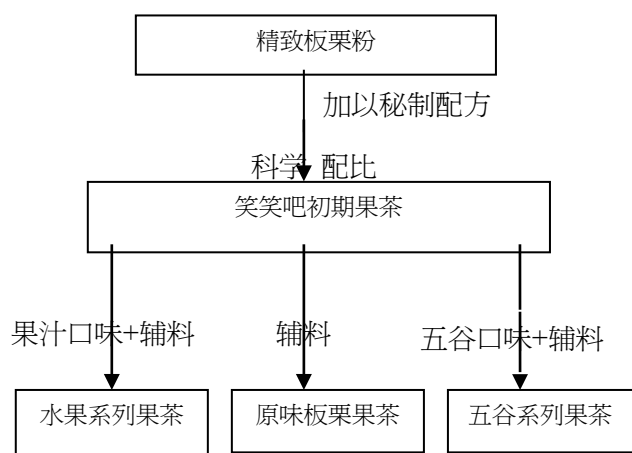 精致板栗粉
加以秘制配方
科学 配比
笑笑吧初期果茶
果汁口味+辅料
辅料
五谷口味+辅料
水果系列果茶
原味板栗果茶
五谷系列果茶